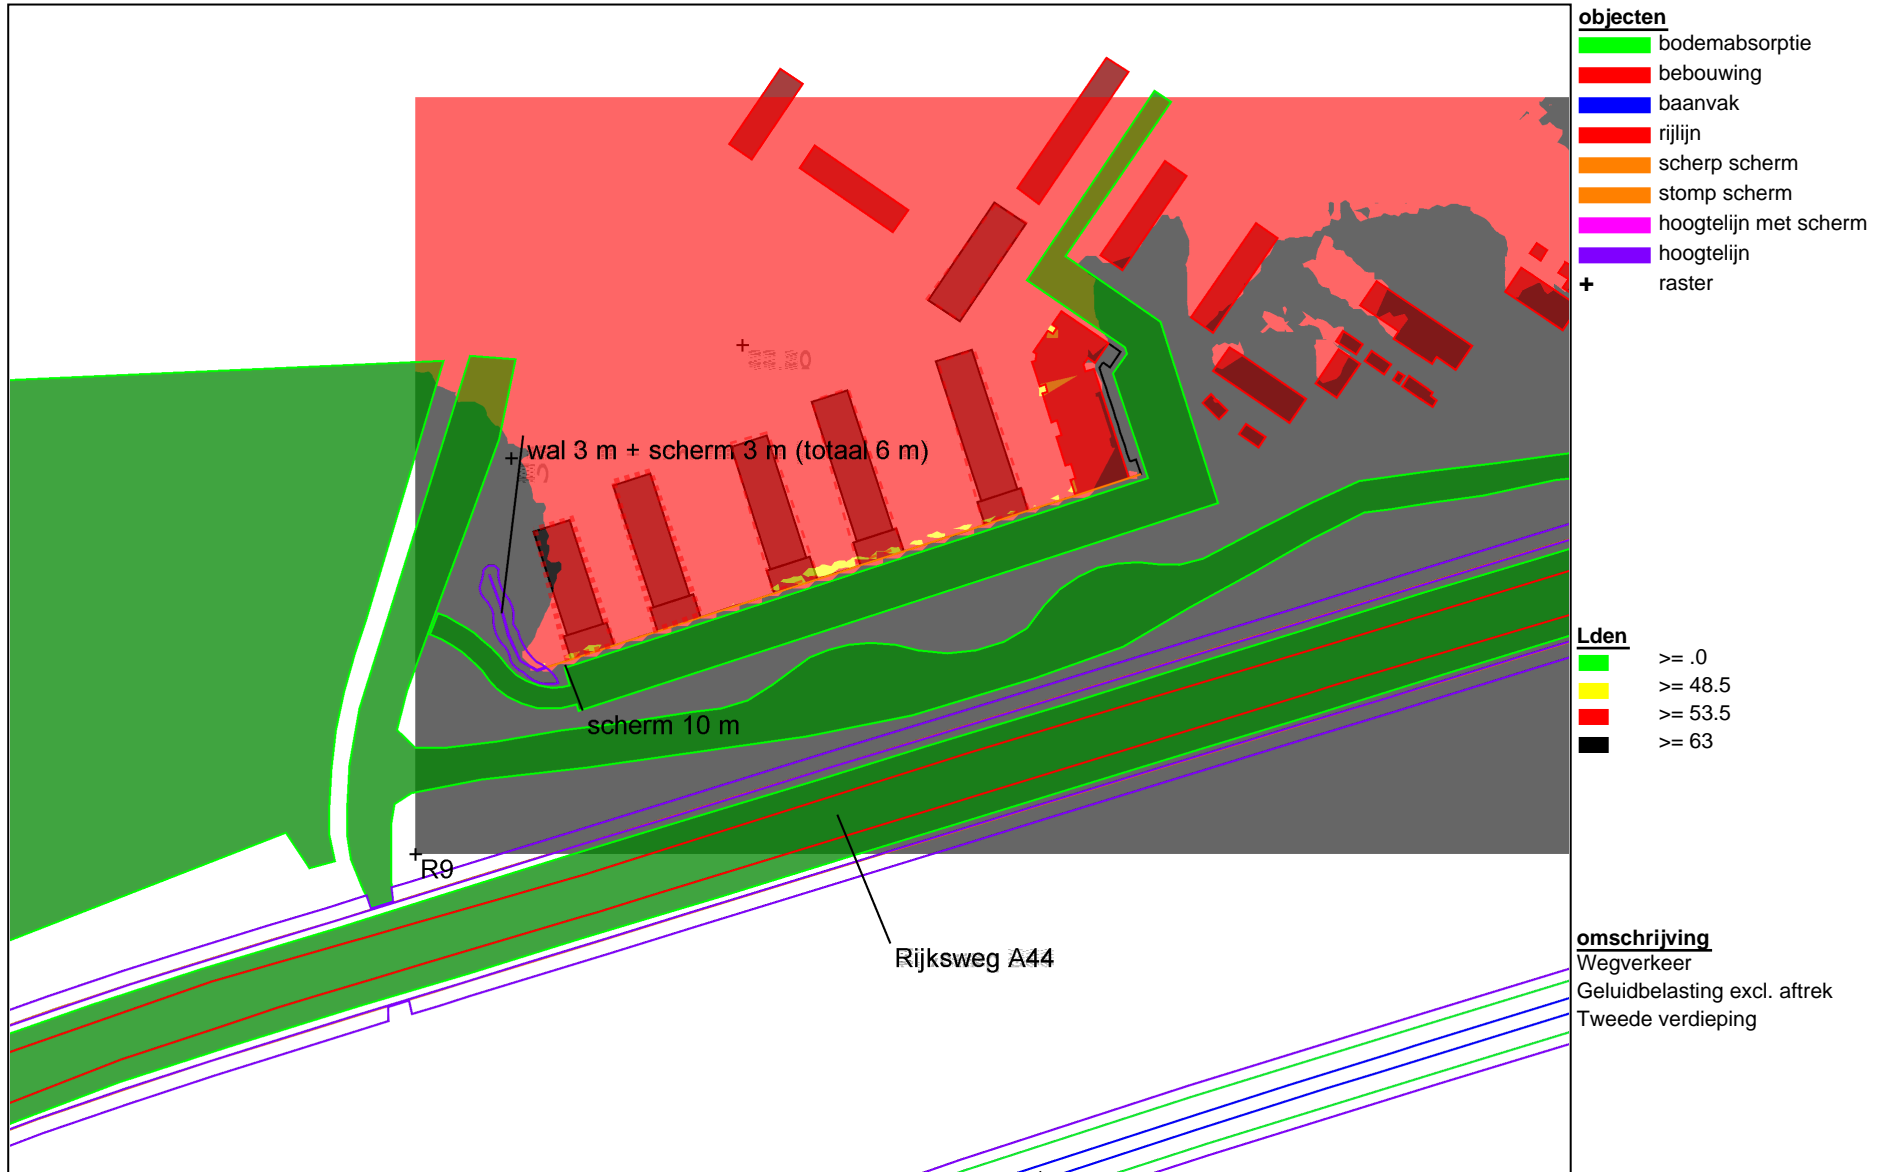 objecten
bodemabsorptie
bebouwing
baanvak
rijlijn
scherp scherm
stomp scherm
hoogtelijn met scherm
hoogtelijn
raster
wal 3 m + scherm 3 m (totaal 6 m)
scherm 10 m
R9
Rijksweg A44
Lden
>= .0
>= 48.5
>= 53.5
>= 63
omschrijving
Wegverkeer
Geluidbelasting excl. aftrek
Tweede verdieping